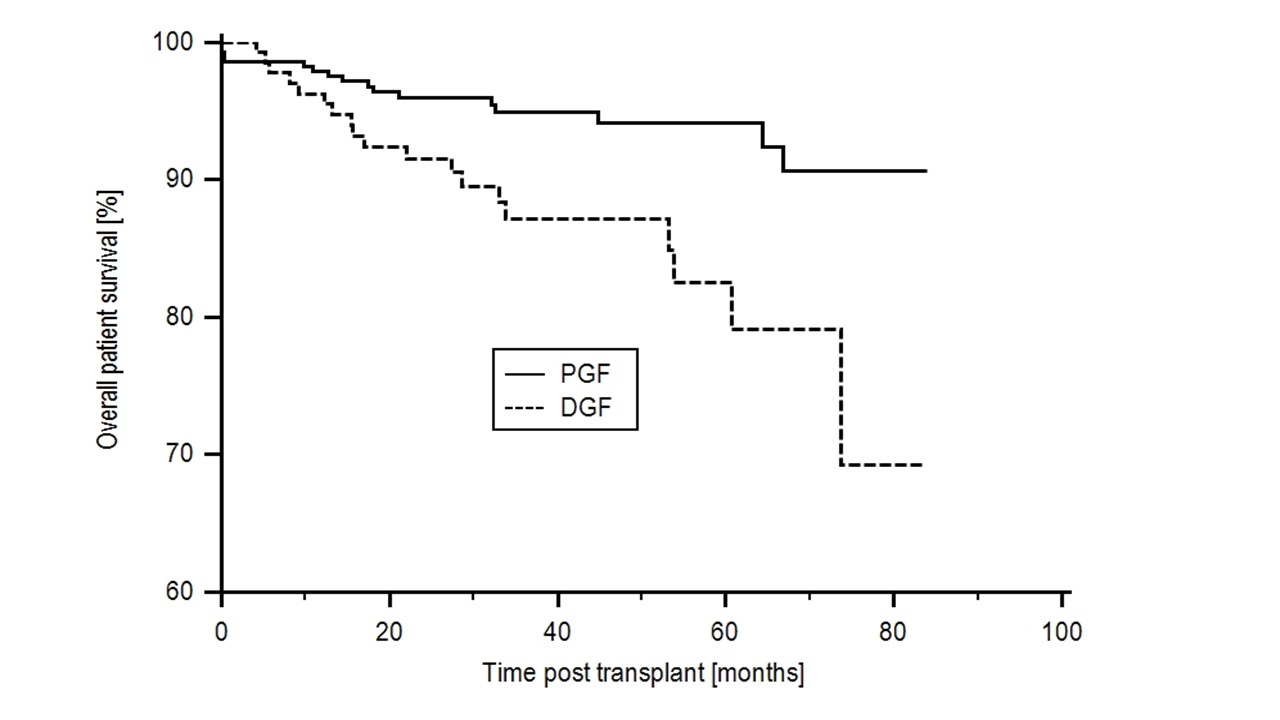 100
90
80
70
60
Overall patient survival [%]
PGF
DGF
0 20 40 60 80 100
Time post transplant [months]